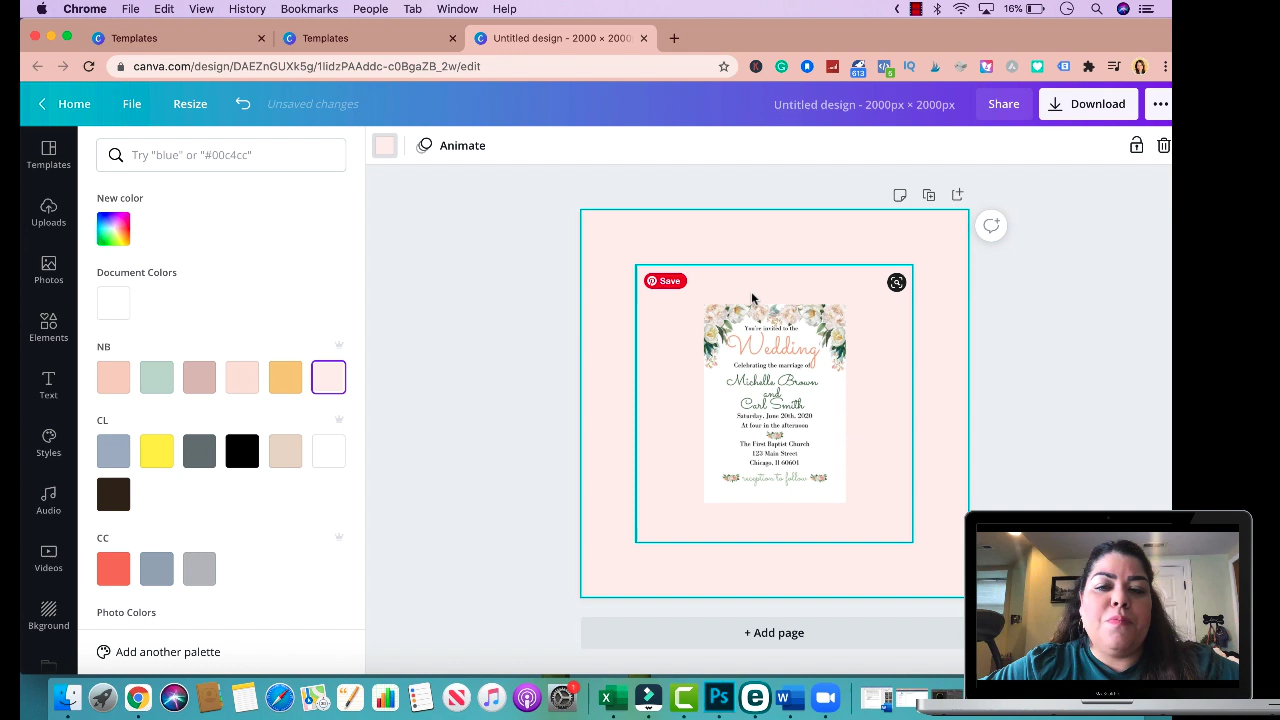 Chrome File Edit View History Bookmarks People Tab Window Help 16%
Templates Templates Untitled design - 2000 × 2000
canva.com/design/DAEZnGUXk5g/1lidzPAAddc-c0BgaZB_2w/edit 613 6
Home File Resize Unsaved changes Untitled design - 2000px × 2000px Share Download
Animate
Templates
Uploads
Photos
Elements
Text
Styles
Audio
Videos
Bkground
Try "blue" or "#00c4cc"
New color
Document Colors
NB
CL
CC
Photo Colors
Add another palette
Save
You're invited to the
Wedding
Celebrating the marriage of
Michelle Brown
and
Carl Smith
Saturday, June 20th, 2020
At four in the afternoon
The First Baptist Church
123 Main Street
Chicago, Il 60601
reception to follow
+ Add page